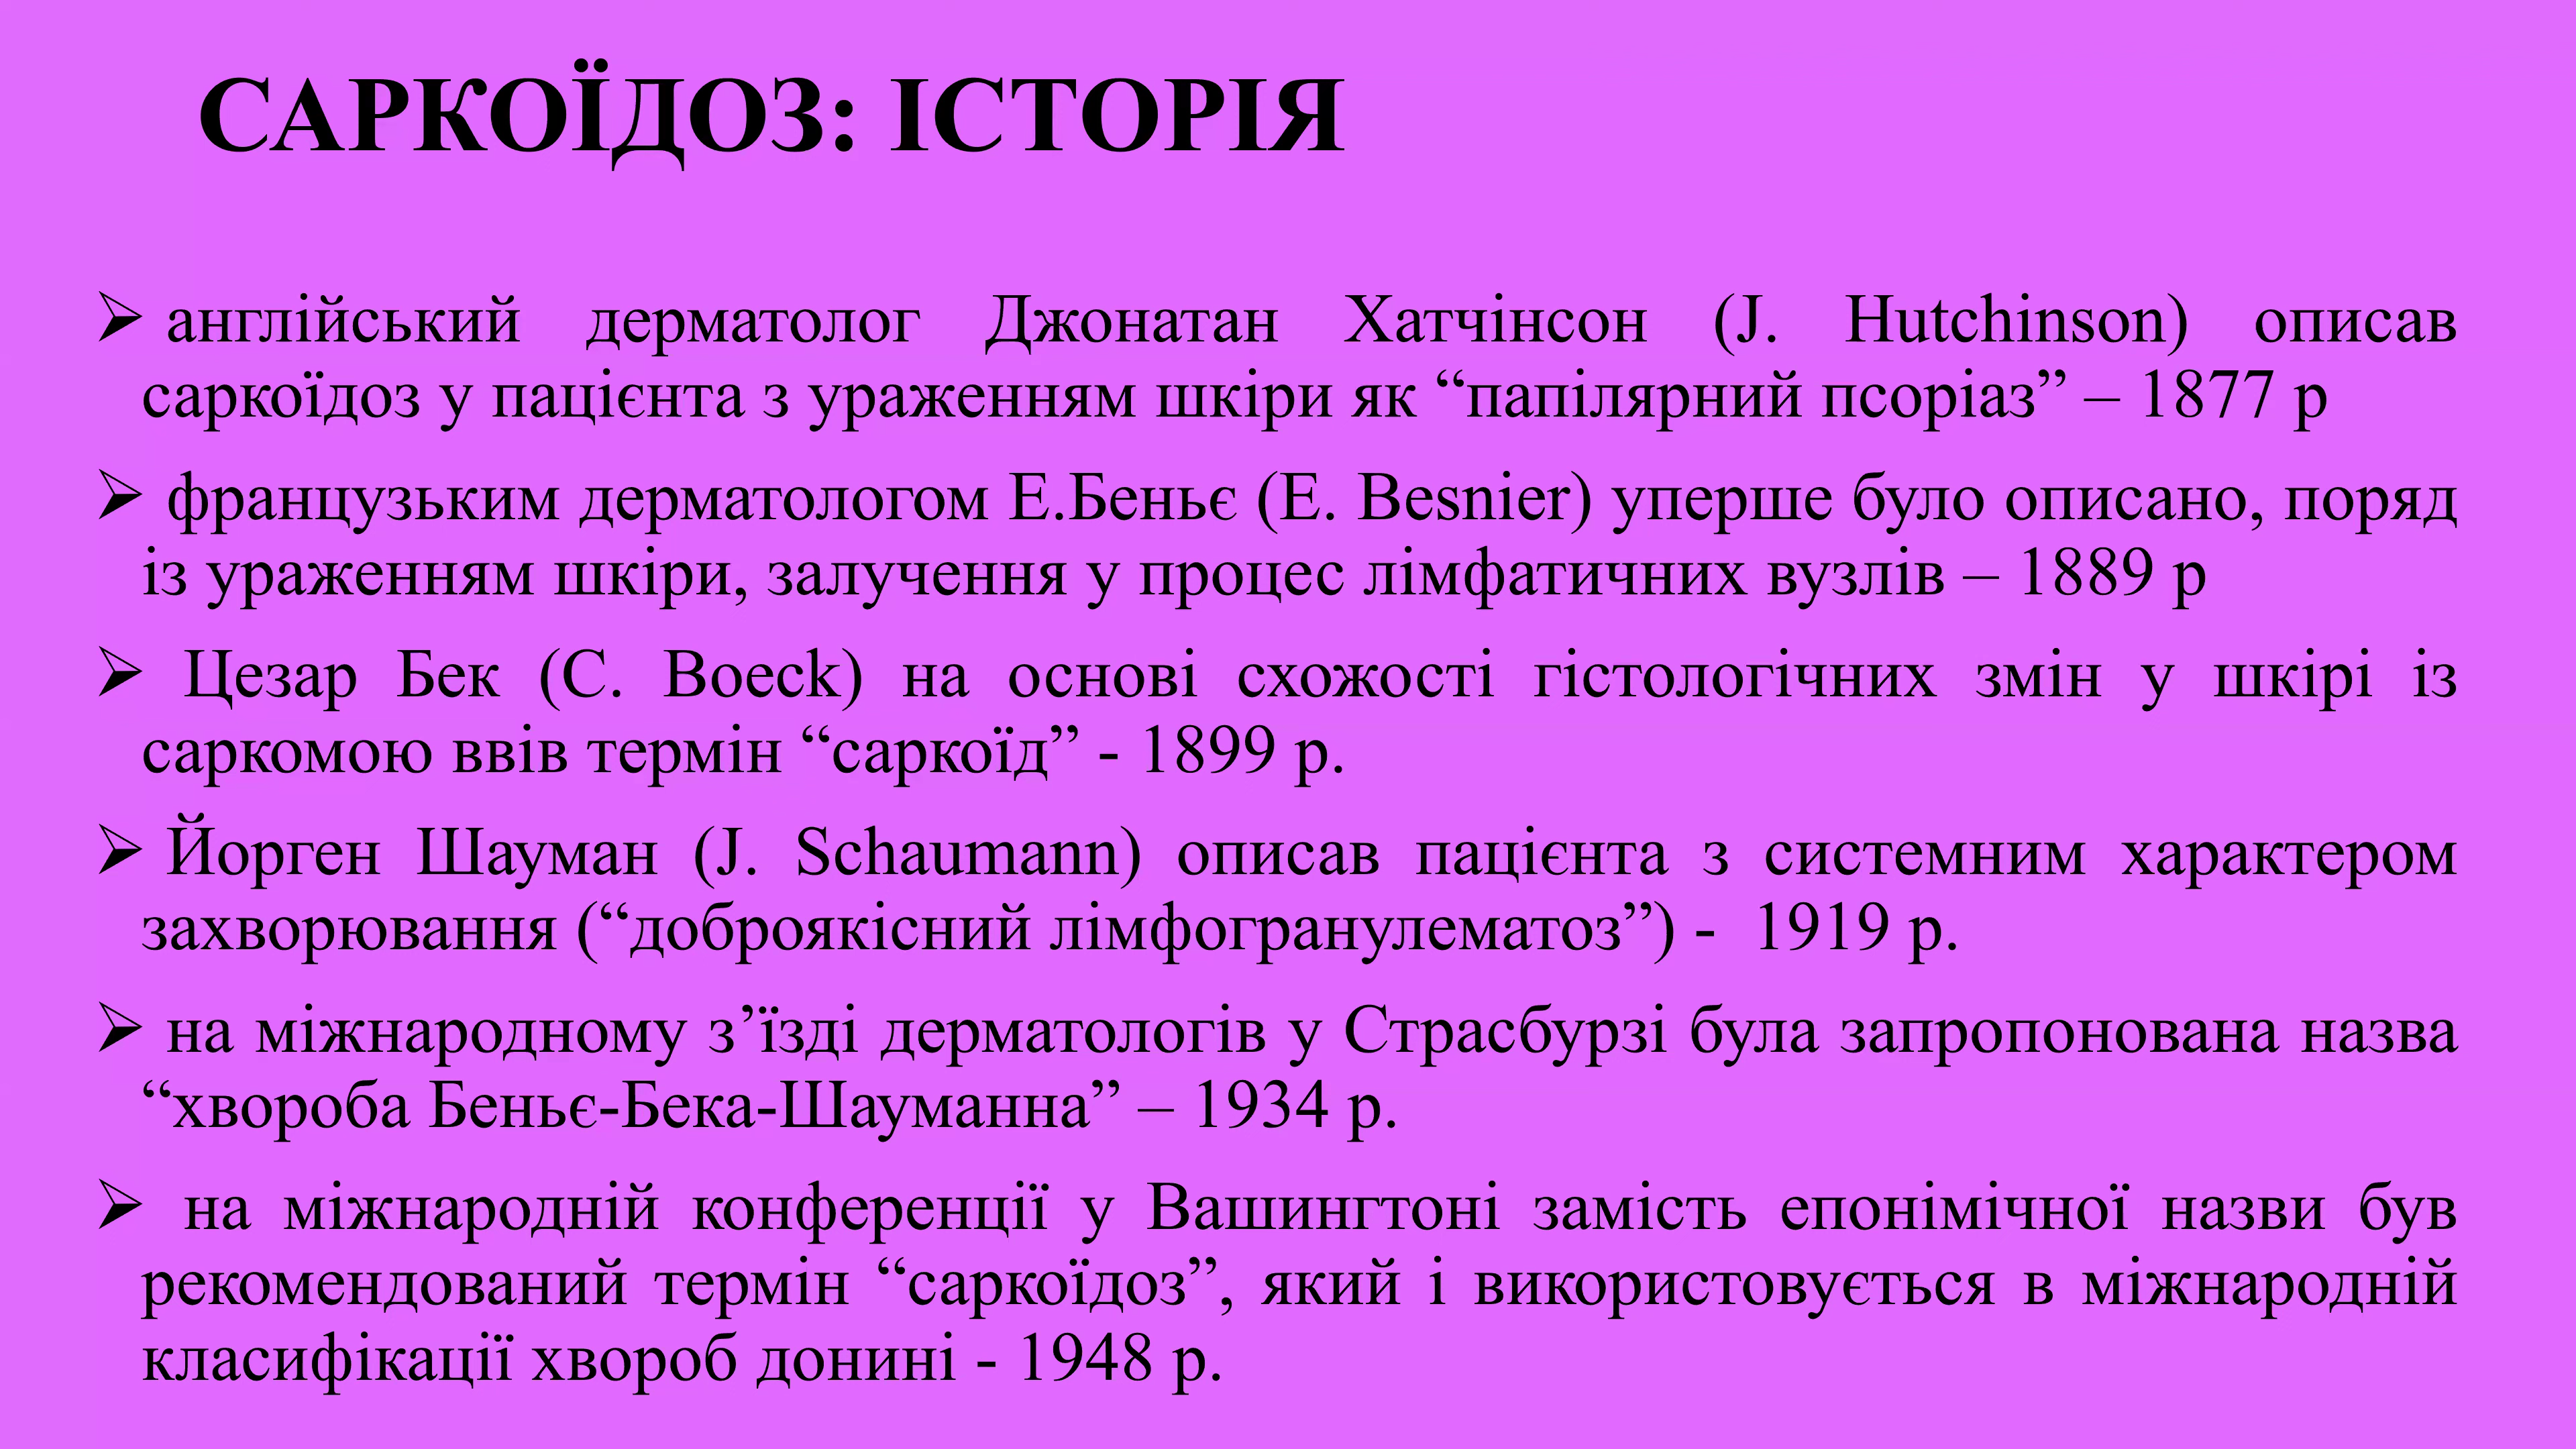 САРКОЇДОЗ: ІСТОРІЯ
➢ англійський дерматолог Джонатан Хатчінсон (J. Hutchinson) описав
саркоїдоз у пацієнта з ураженням шкіри як “папілярний псоріаз” – 1877 р
➢ французьким дерматологом Е.Беньє (E. Besnier) уперше було описано, поряд
із ураженням шкіри, залучення у процес лімфатичних вузлів – 1889 р
➢ Цезар Бек (C. Boeck) на основі схожості гістологічних змін у шкірі із
саркомою ввів термін “саркоїд” - 1899 р.
➢ Йорген Шауман (J. Schaumann) описав пацієнта з системним характером
захворювання (“доброякісний лімфогранулематоз”) - 1919 р.
➢ на міжнародному з’їзді дерматологів у Страсбурзі була запропонована назва
“хвороба Беньє-Бека-Шауманна” – 1934 р.
➢ на міжнародній конференції у Вашингтоні замість епонімічної назви був
рекомендований термін “саркоїдоз”, який і використовується в міжнародній
класифікації хвороб донині - 1948 р.